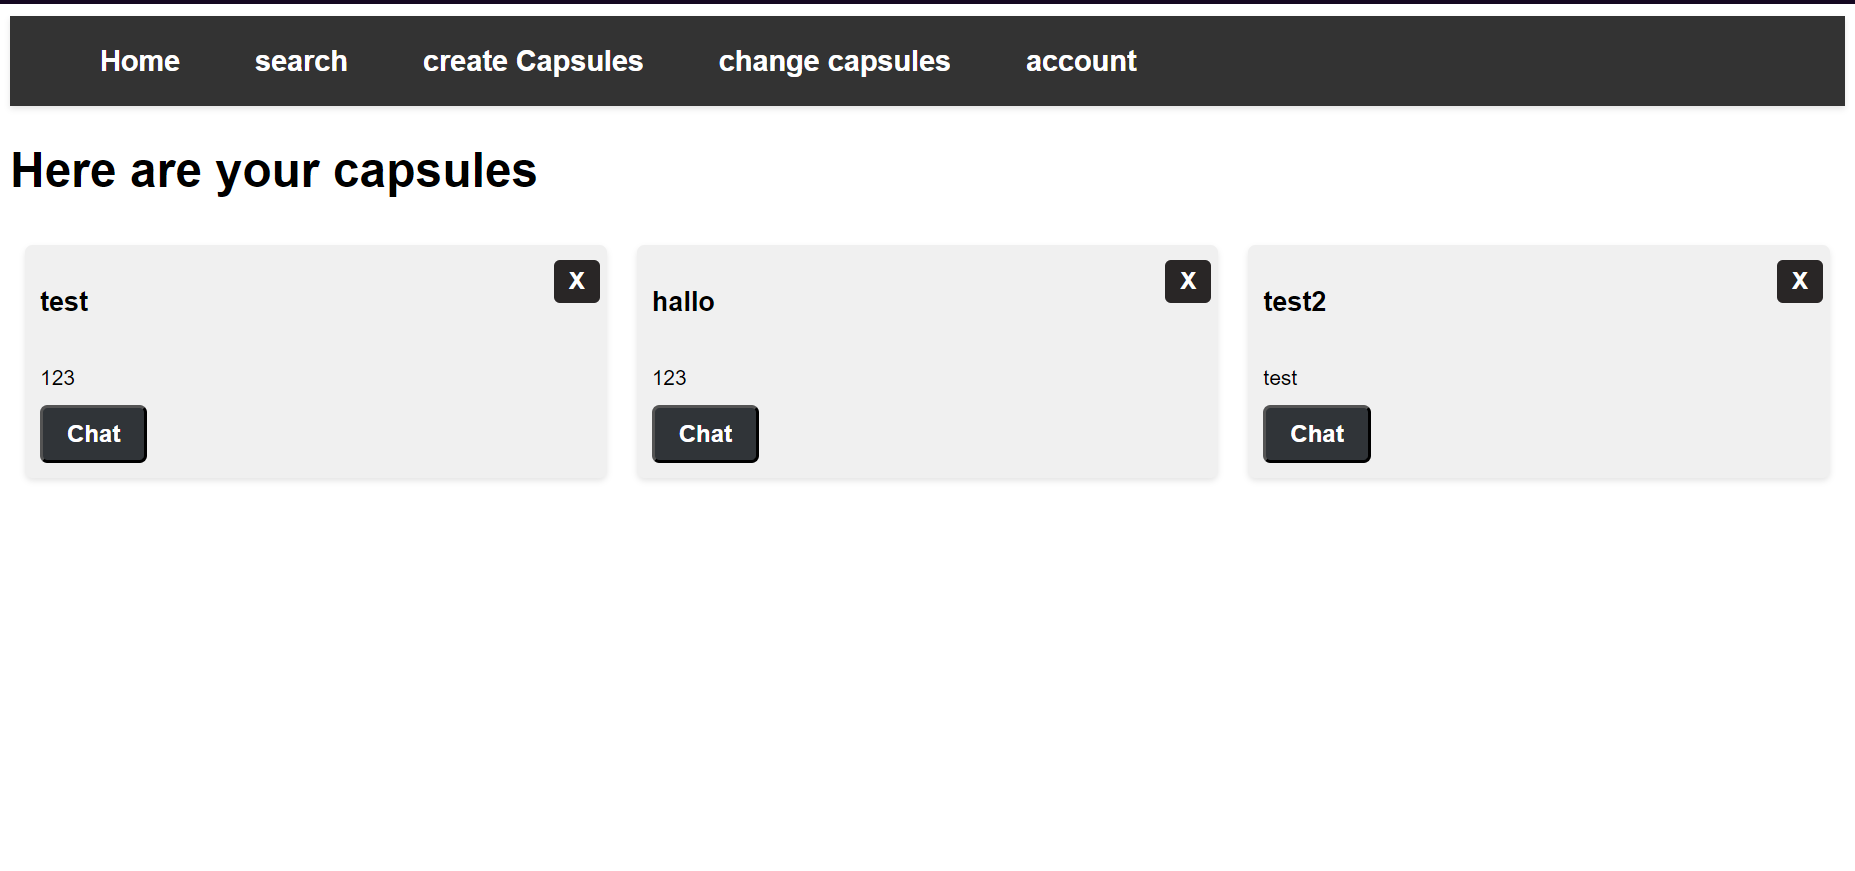 Home search create Capsules change capsules account
Here are your capsules
X
test
123
Chat
X
hallo
123
Chat
X
test2
test
Chat